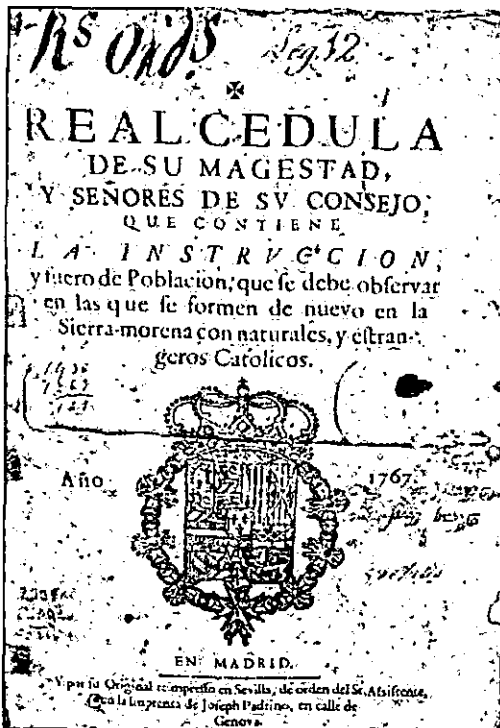 Rs Ords
Leg 32
REAL CEDULA
DE SU MAGESTAD,
Y SEÑORES DE SV CONSEJO,
QUE CONTIENE
LA INSTRVCCION,
y fuero de Poblacion, que se debe observar
en las que se formen de nuevo en la
Sierra-morena con naturales, y estran-
geros Catolicos.
Año 1767
EN MADRID.
Y por su Original reimpresso en Sevilla, de orden del Sr. Assistente,
en la Imprenta de Joseph Padrino, en calle de
Genova.